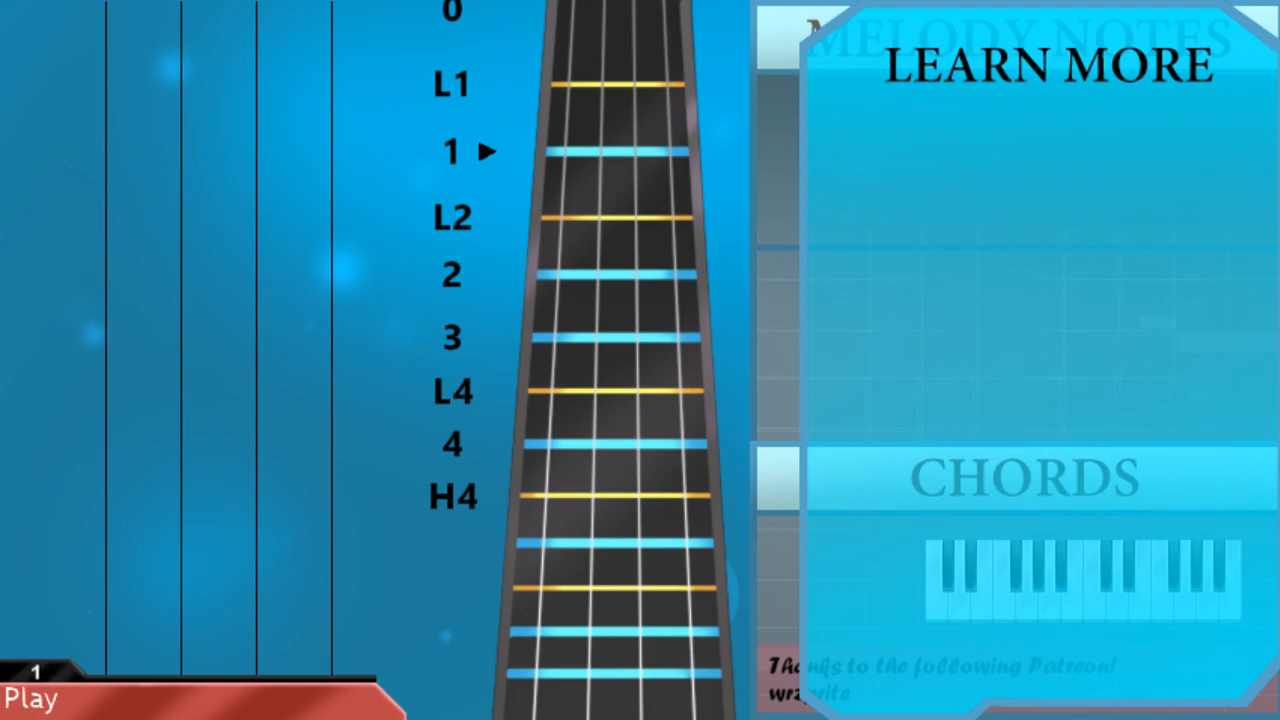 0
L1
1 ►
L2
2
3
L4
4
H4
1
Play
MELODY NOTES
LEARN MORE
CHORDS
Thanks to the following Patreon!